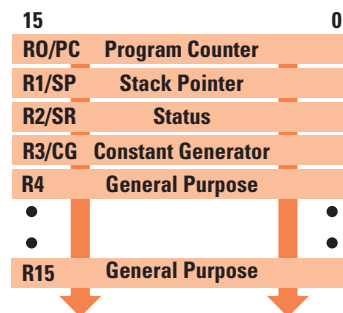 15 0
RO/PC Program Counter
R1/SP Stack Pointer
R2/SR Status
R3/CG Constant Generator
R4 General Purpose
R15 General Purpose